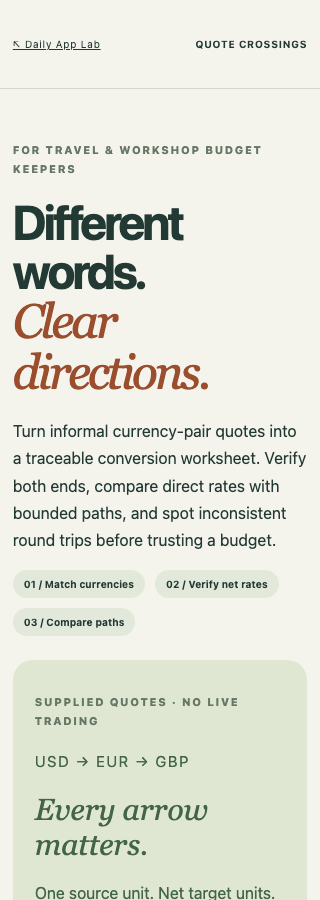 ↖ Daily App Lab
QUOTE CROSSINGS
FOR TRAVEL & WORKSHOP BUDGET
KEEPERS
Different
words.
Clear
directions.
Turn informal currency-pair quotes into
a traceable conversion worksheet. Verify
both ends, compare direct rates with
bounded paths, and spot inconsistent
round trips before trusting a budget.
01 / Match currencies
02 / Verify net rates
03 / Compare paths
SUPPLIED QUOTES · NO LIVE
TRADING
USD → EUR → GBP
Every arrow
matters.
One source unit. Net target units.